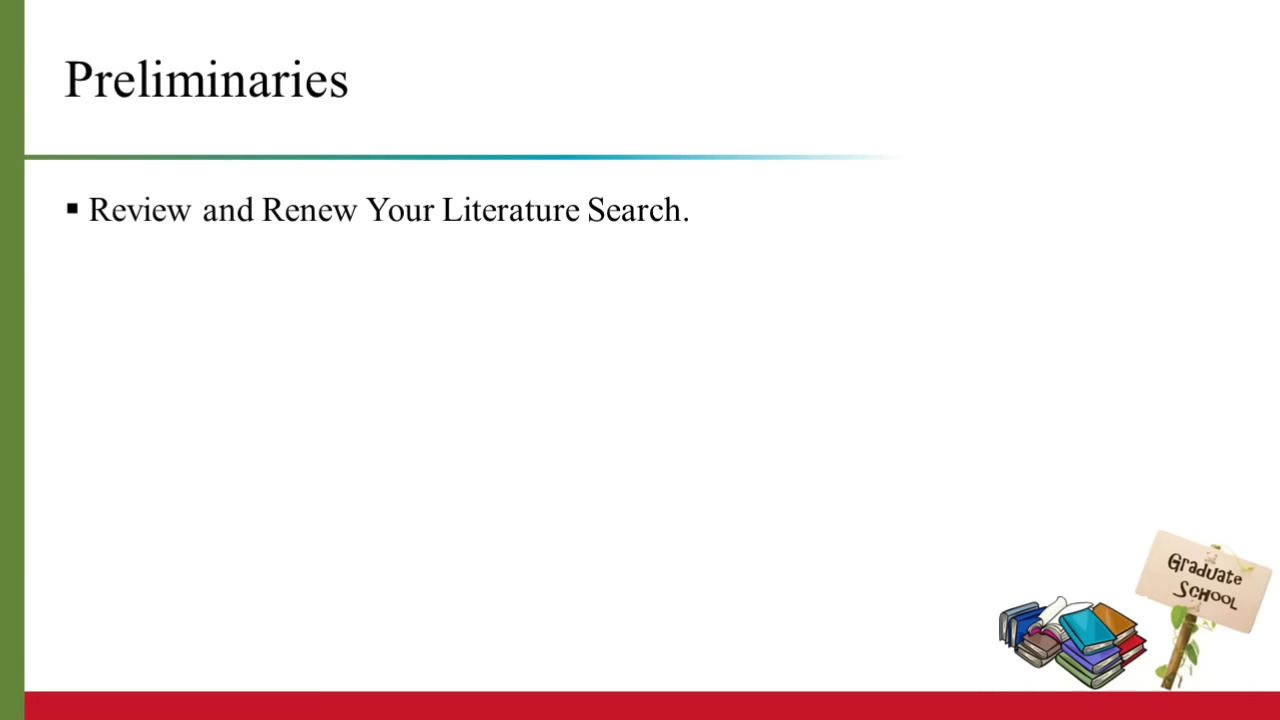 Preliminaries
▪ Review and Renew Your Literature Search.
Graduate
SCHOOL